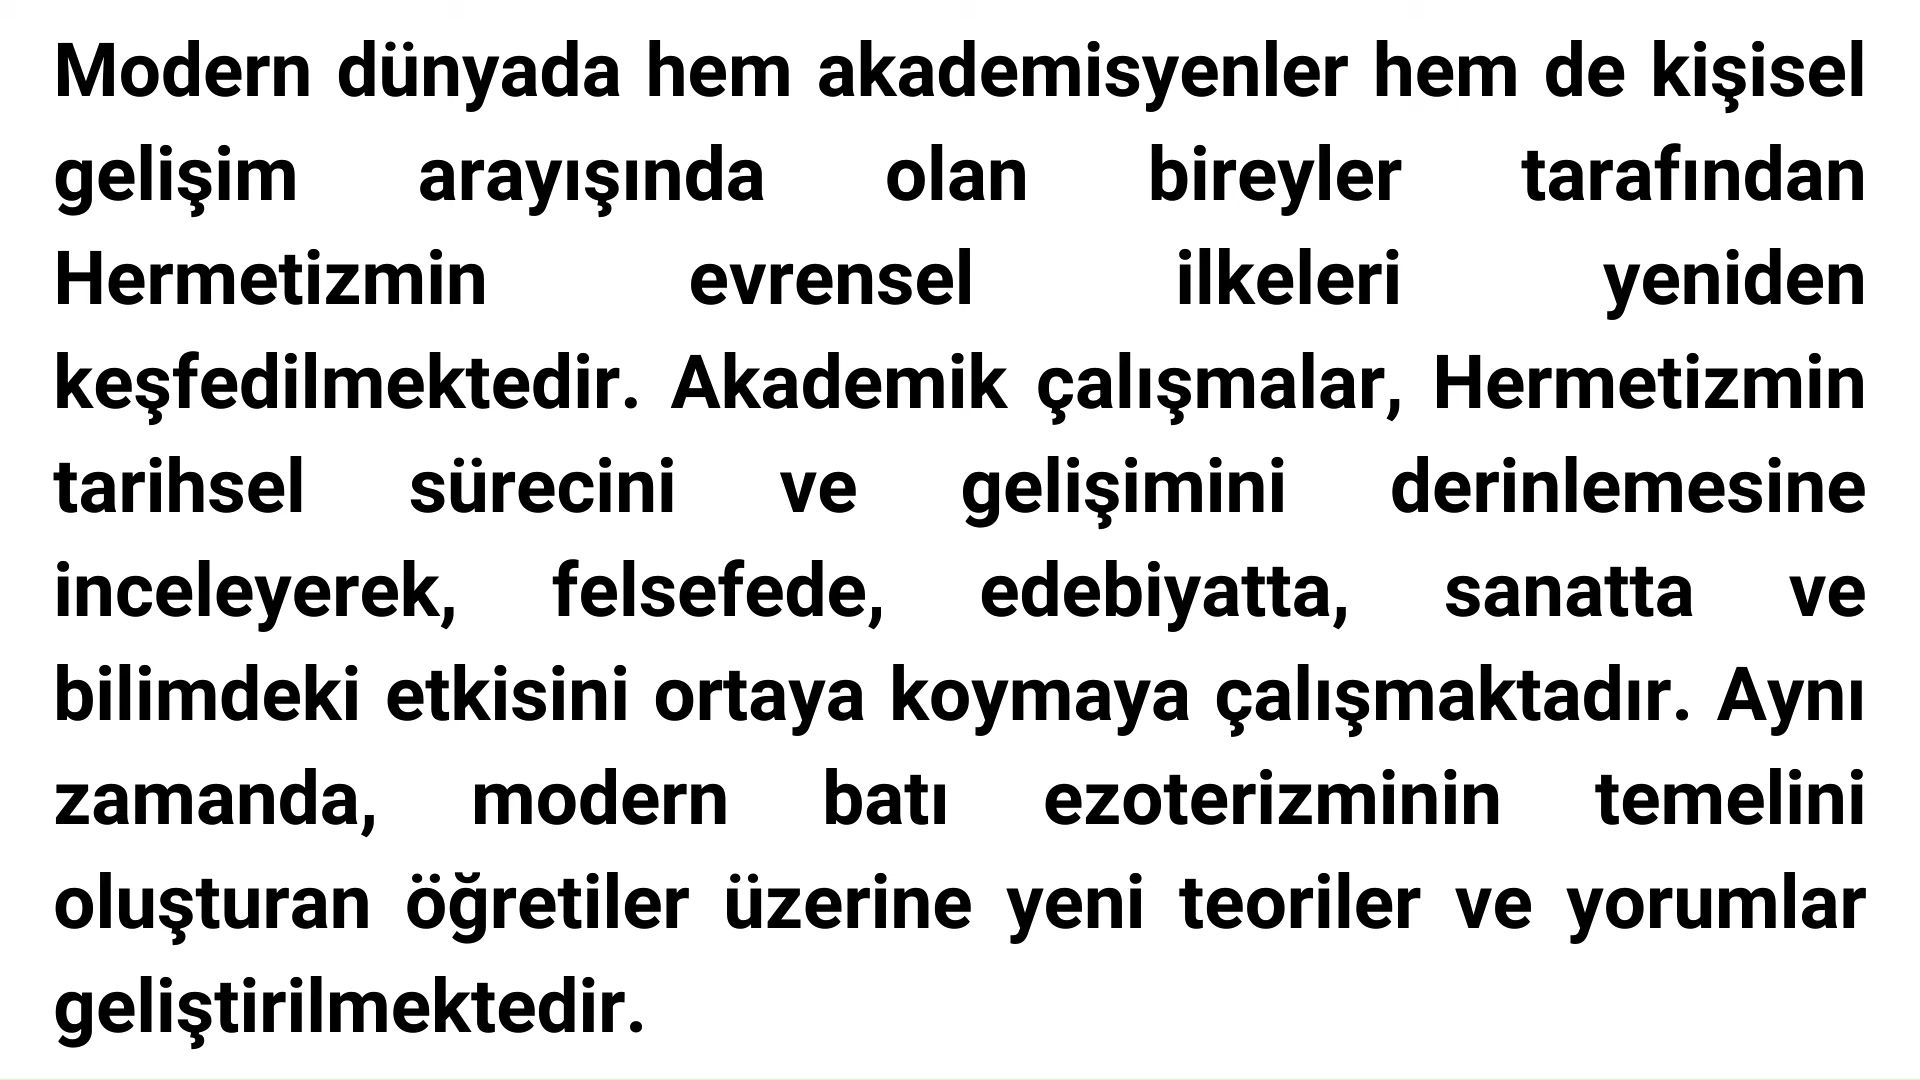 Modern dünyada hem akademisyenler hem de kişisel
gelişim arayışında olan bireyler tarafından
Hermetizmin evrensel ilkeleri yeniden
keşfedilmektedir. Akademik çalışmalar, Hermetizmin
tarihsel sürecini ve gelişimini derinlemesine
inceleyerek, felsefede, edebiyatta, sanatta ve
bilimdeki etkisini ortaya koymaya çalışmaktadır. Aynı
zamanda, modern batı ezoterizminin temelini
oluşturan öğretiler üzerine yeni teoriler ve yorumlar
geliştirilmektedir.